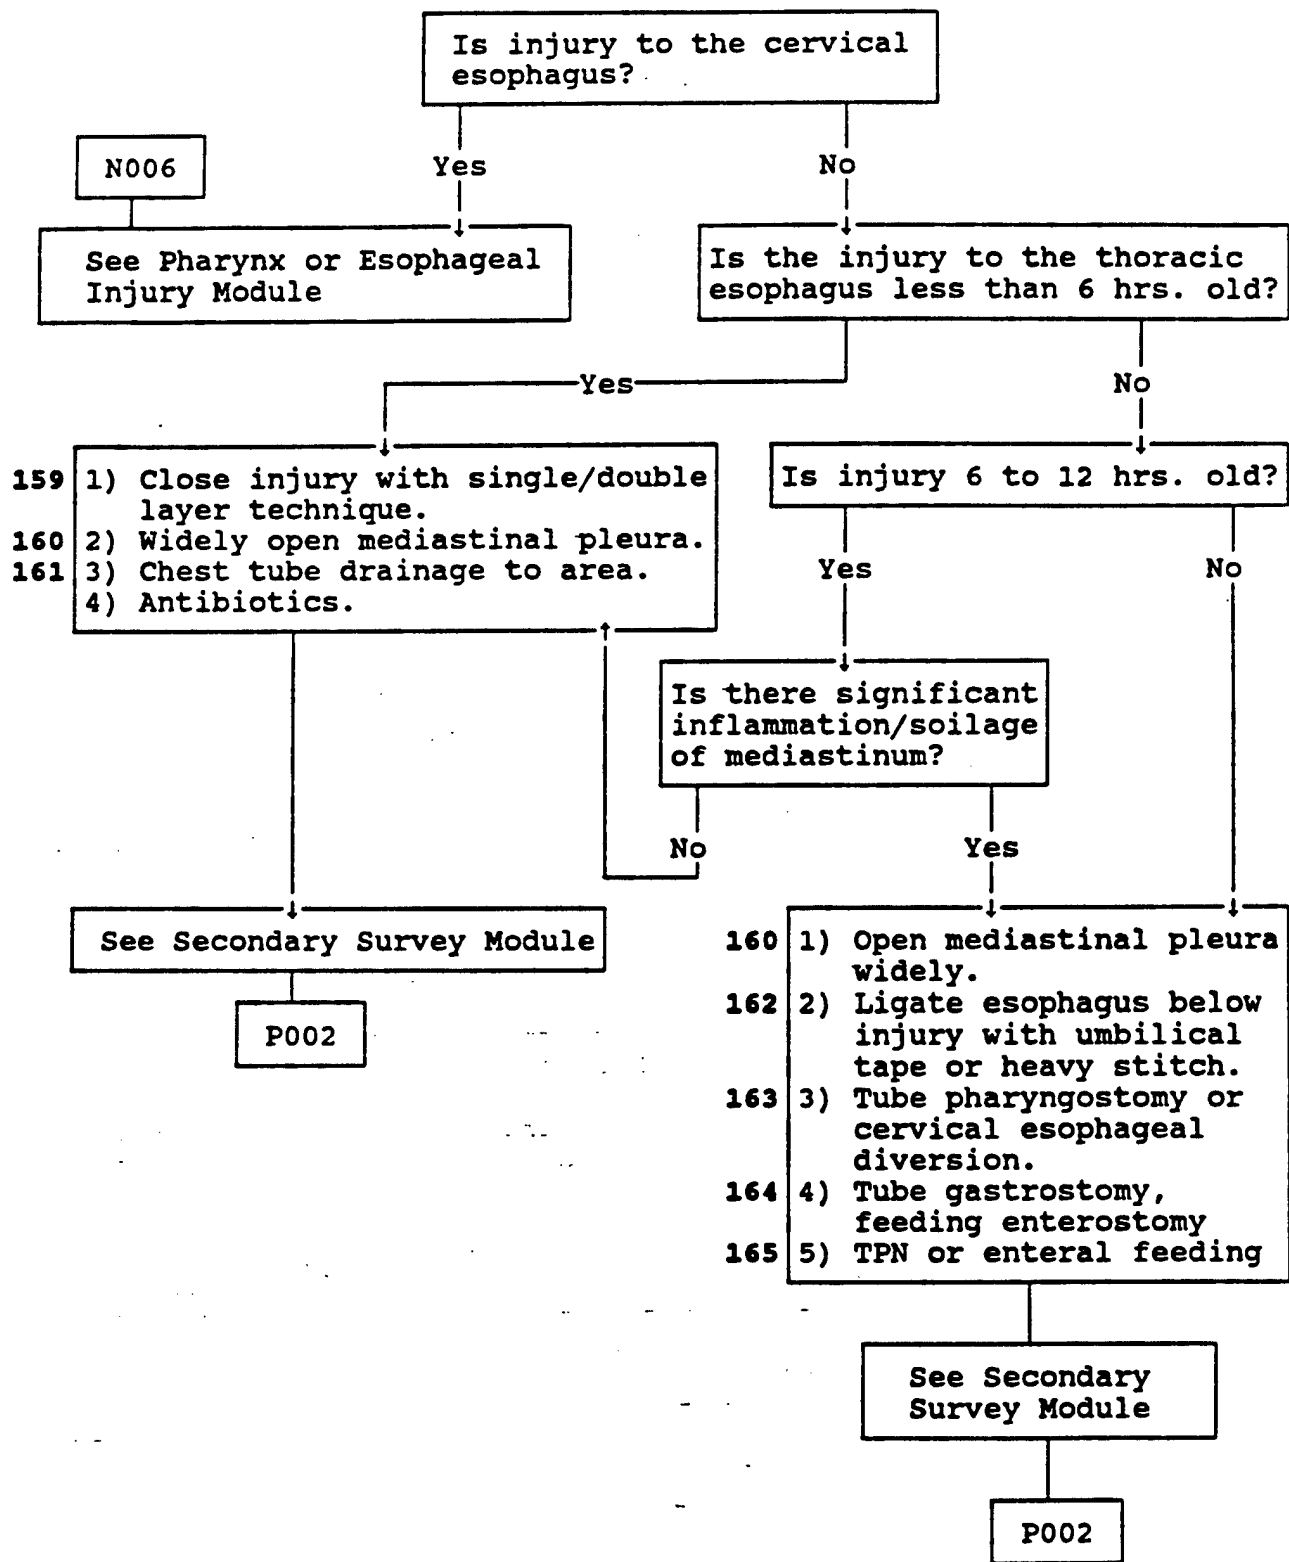 Is injury to the cervical
esophagus?
N006
Yes
No
See Pharynx or Esophageal
Injury Module
Is the injury to the thoracic
esophagus less than 6 hrs. old?
Yes
No
159 1) Close injury with single/double
layer technique.
160 2) Widely open mediastinal pleura.
161 3) Chest tube drainage to area.
4) Antibiotics.
Is injury 6 to 12 hrs. old?
Yes
No
Is there significant
inflammation/soilage
of mediastinum?
No
Yes
See Secondary Survey Module
P002
160 1) Open mediastinal pleura
widely.
162 2) Ligate esophagus below
injury with umbilical
tape or heavy stitch.
163 3) Tube pharyngostomy or
cervical esophageal
diversion.
164 4) Tube gastrostomy,
feeding enterostomy
165 5) TPN or enteral feeding
See Secondary
Survey Module
P002